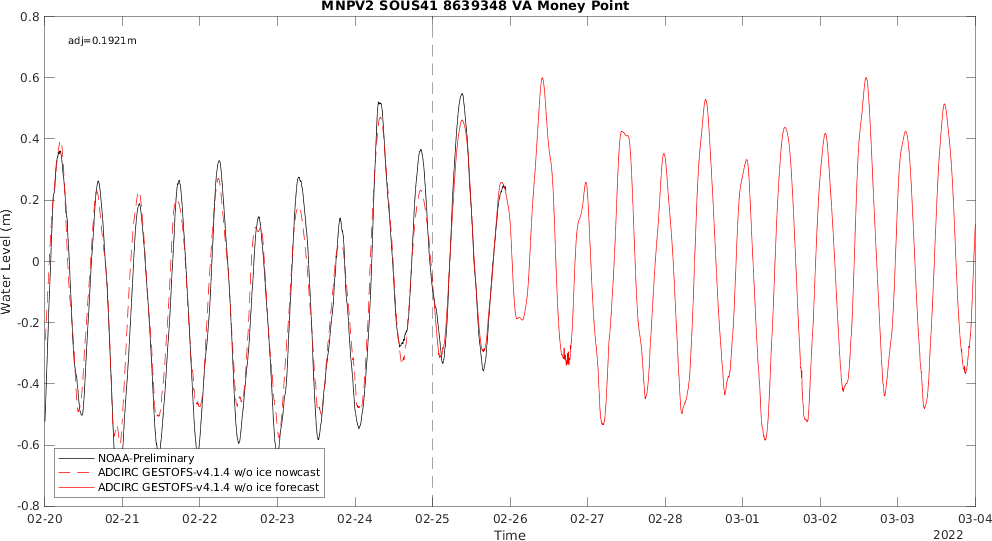 MNPV2 SOUS41 8639348 VA Money Point
adj=0.1921m
0.8
0.6
0.4
0.2
0
-0.2
-0.4
-0.6
-0.8
Water Level (m)
NOAA-Preliminary
ADCIRC GESTOFS-v4.1.4 w/o ice nowcast
ADCIRC GESTOFS-v4.1.4 w/o ice forecast
02-20 02-21 02-22 02-23 02-24 02-25 02-26 02-27 02-28 03-01 03-02 03-03 03-04
Time
2022